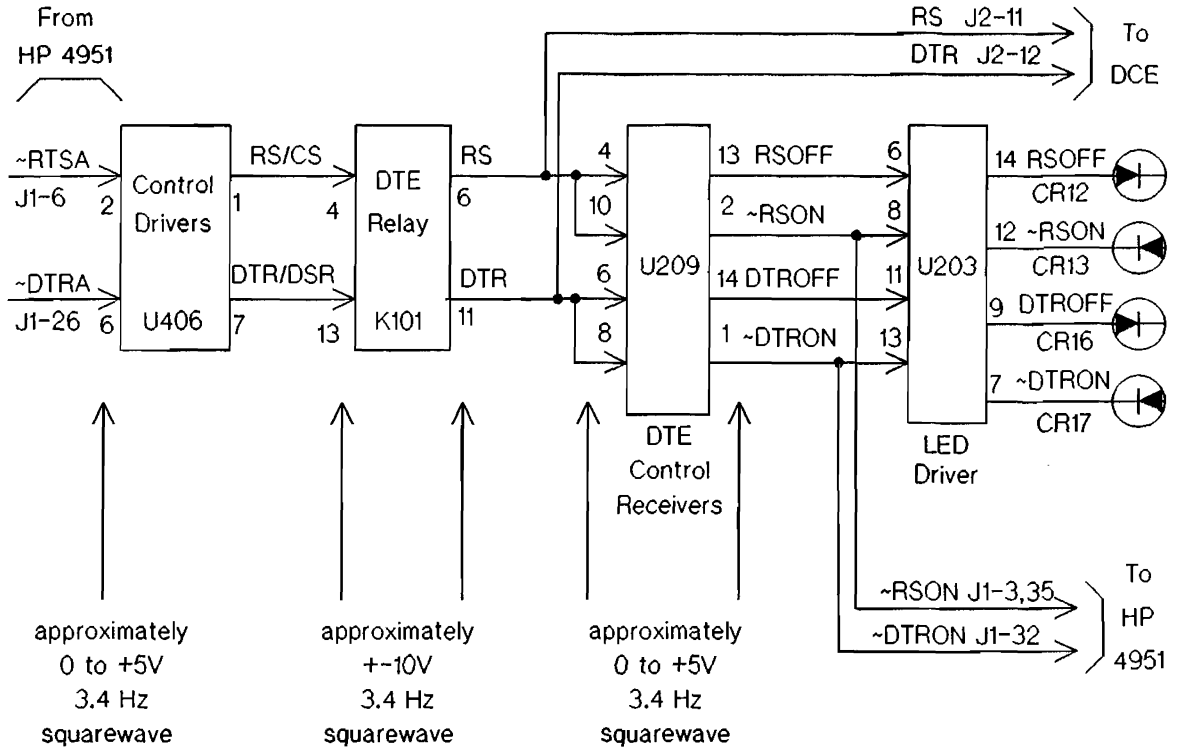 From
HP 4951
RS J2-11
DTR J2-12
To
DCE
~RTSA
J1-6
2
Control
Drivers
RS/CS
1
4
DTE
Relay
RS
6
4
10
13 RSOFF
2 ~RSON
6
8
14 RSOFF
CR12
12 ~RSON
CR13
~DTRA
J1-26
6
U406
DTR/DSR
7
13
K101
DTR
11
6
8
U209
14 DTROFF
1 ~DTRON
11
13
U203
9 DTROFF
CR16
7 ~DTRON
CR17
DTE
Control
Receivers
LED
Driver
~RSON J1-3,35
~DTRON J1-32
To
HP
4951
approximately
0 to +5V
3.4 Hz
squarewave
approximately
+-10V
3.4 Hz
squarewave
approximately
0 to +5V
3.4 Hz
squarewave